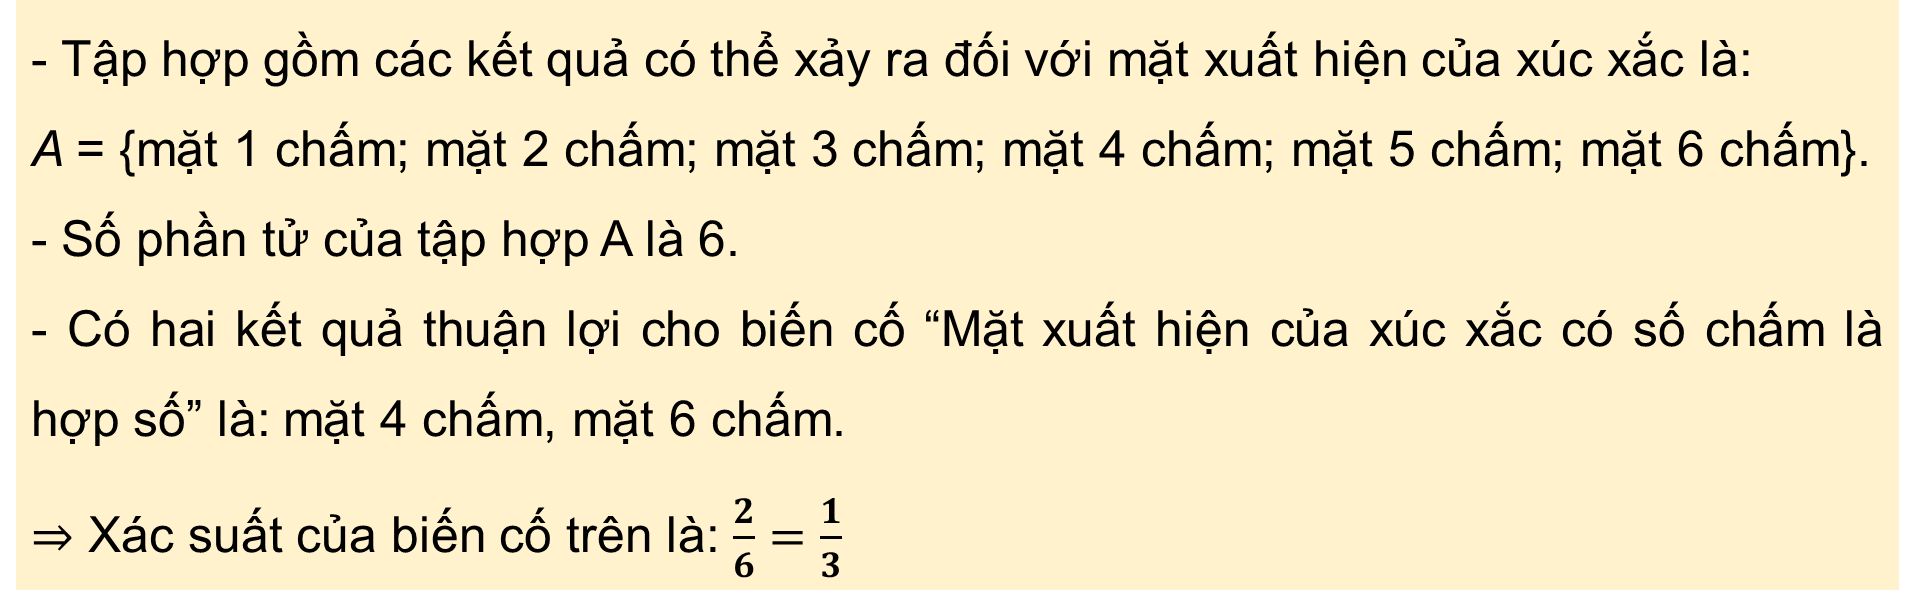 - Tập hợp gồm các kết quả có thể xảy ra đối với mặt xuất hiện của xúc xắc là:
A = {mặt 1 chấm; mặt 2 chấm; mặt 3 chấm; mặt 4 chấm; mặt 5 chấm; mặt 6 chấm}.
- Số phần tử của tập hợp A là 6.
- Có hai kết quả thuận lợi cho biến cố “Mặt xuất hiện của xúc xắc có số chấm là
hợp số” là: mặt 4 chấm, mặt 6 chấm.
⇒ Xác suất của biến cố trên là: 2/6 = 1/3